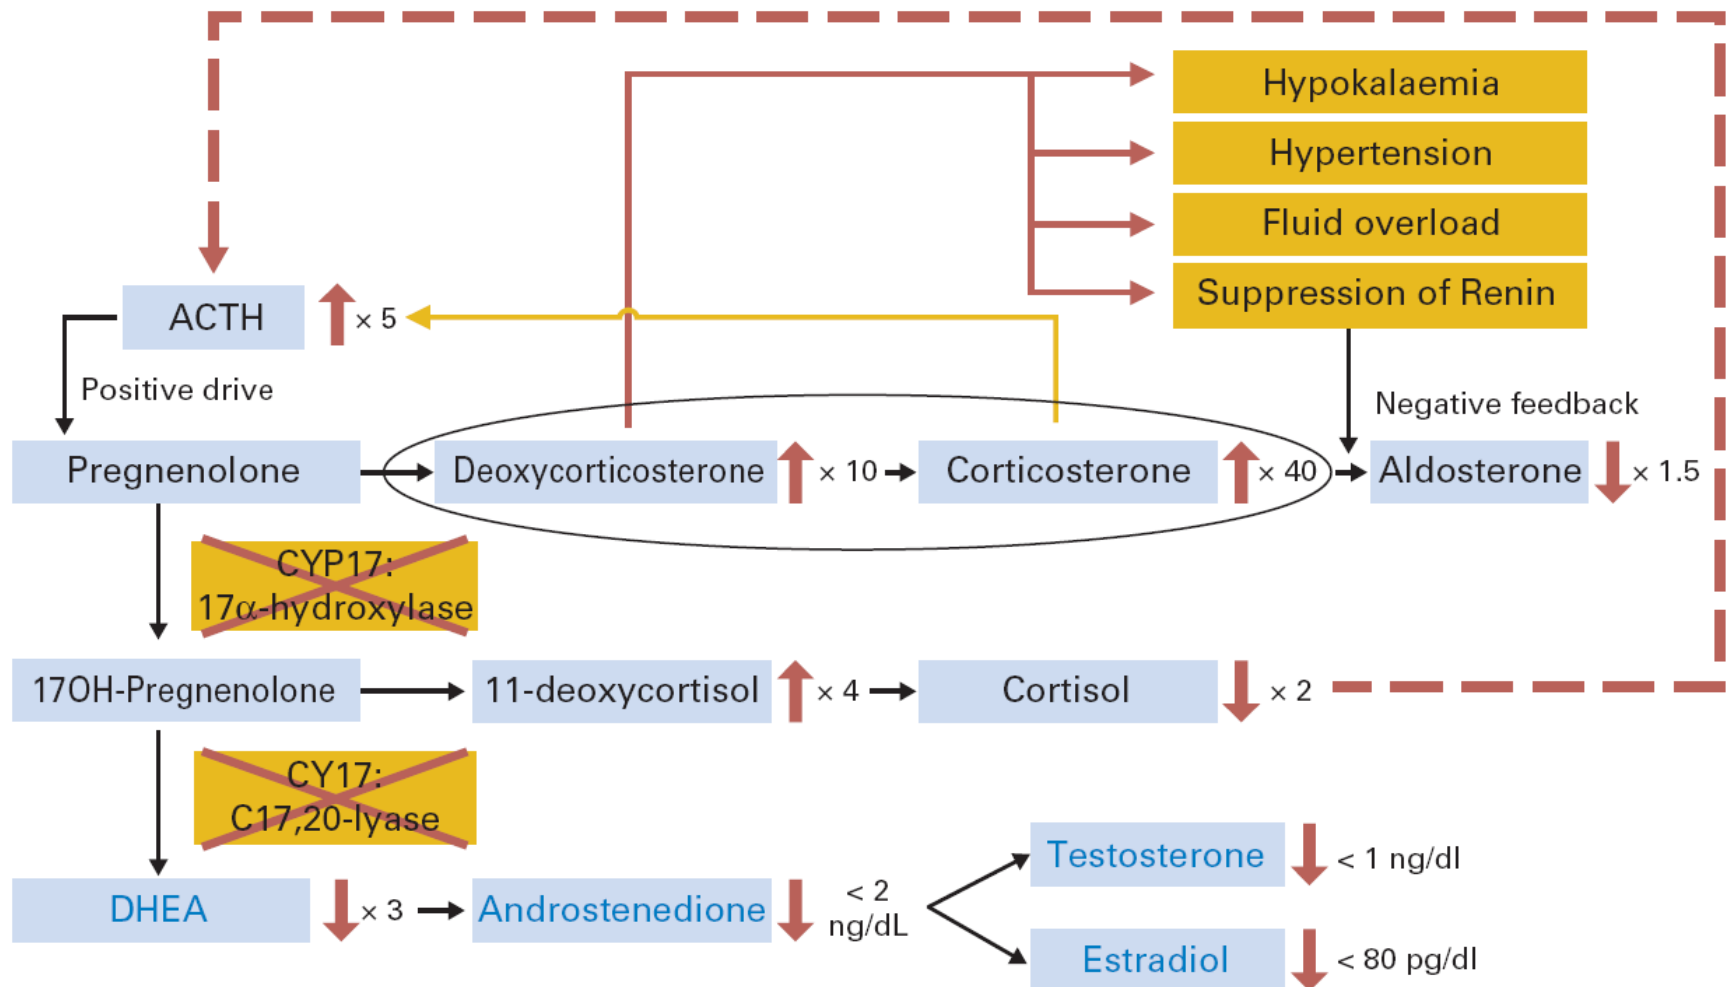 Hypokalaemia
Hypertension
Fluid overload
Suppression of Renin
ACTH
× 5
Positive drive
Negative feedback
Pregnenolone
Deoxycorticosterone
× 10
Corticosterone
× 40
Aldosterone
× 1.5
CYP17:
17α-hydroxylase
17OH-Pregnenolone
11-deoxycortisol
× 4
Cortisol
× 2
CY17:
C17,20-lyase
DHEA
× 3
Androstenedione
< 2
ng/dL
Testosterone
< 1 ng/dl
Estradiol
< 80 pg/dl